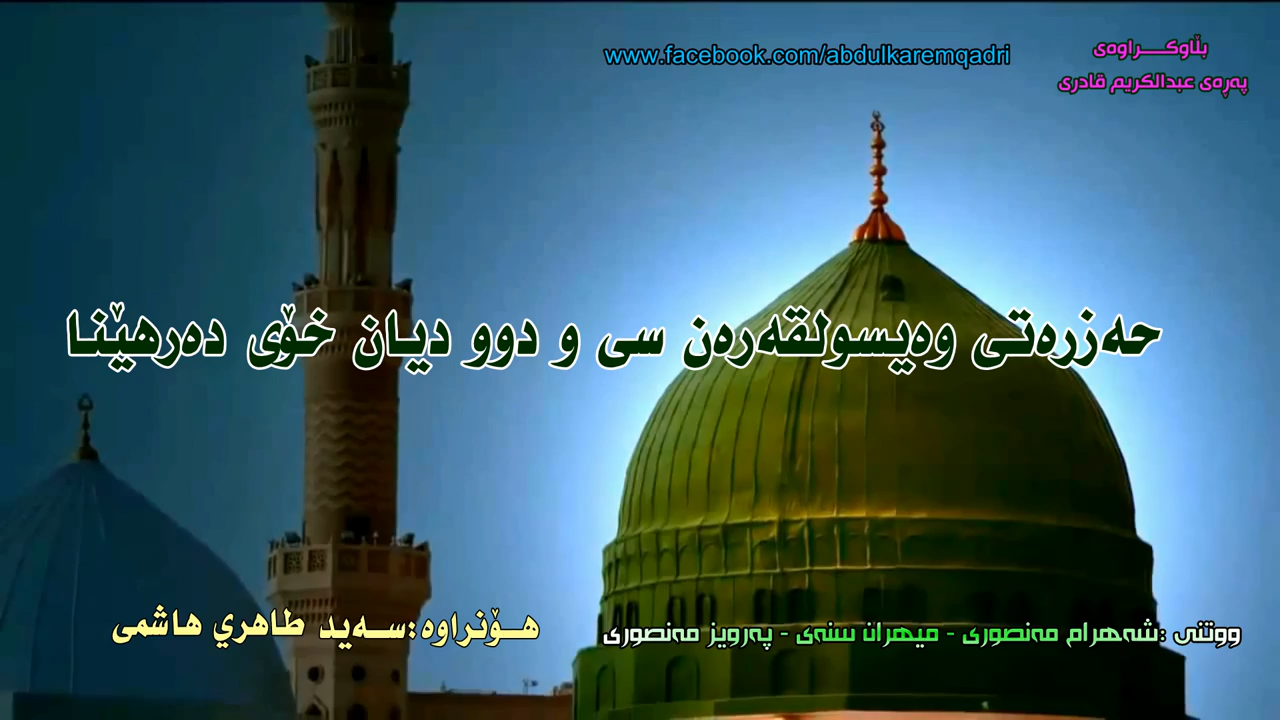 بڵاوکـــراوەی
www.facebook.com/abdulkaremqadri
پەڕەی عبدالکریم قادری
حەزرەتی وەیسولقەرەن سی و دوو دیان خۆی دەرهێنا
ووتنی :شەهرام مەنصوری - میهران سنەی - پەرویز مەنصوری
هـۆنراوە :سـەید طاهري هاشمی